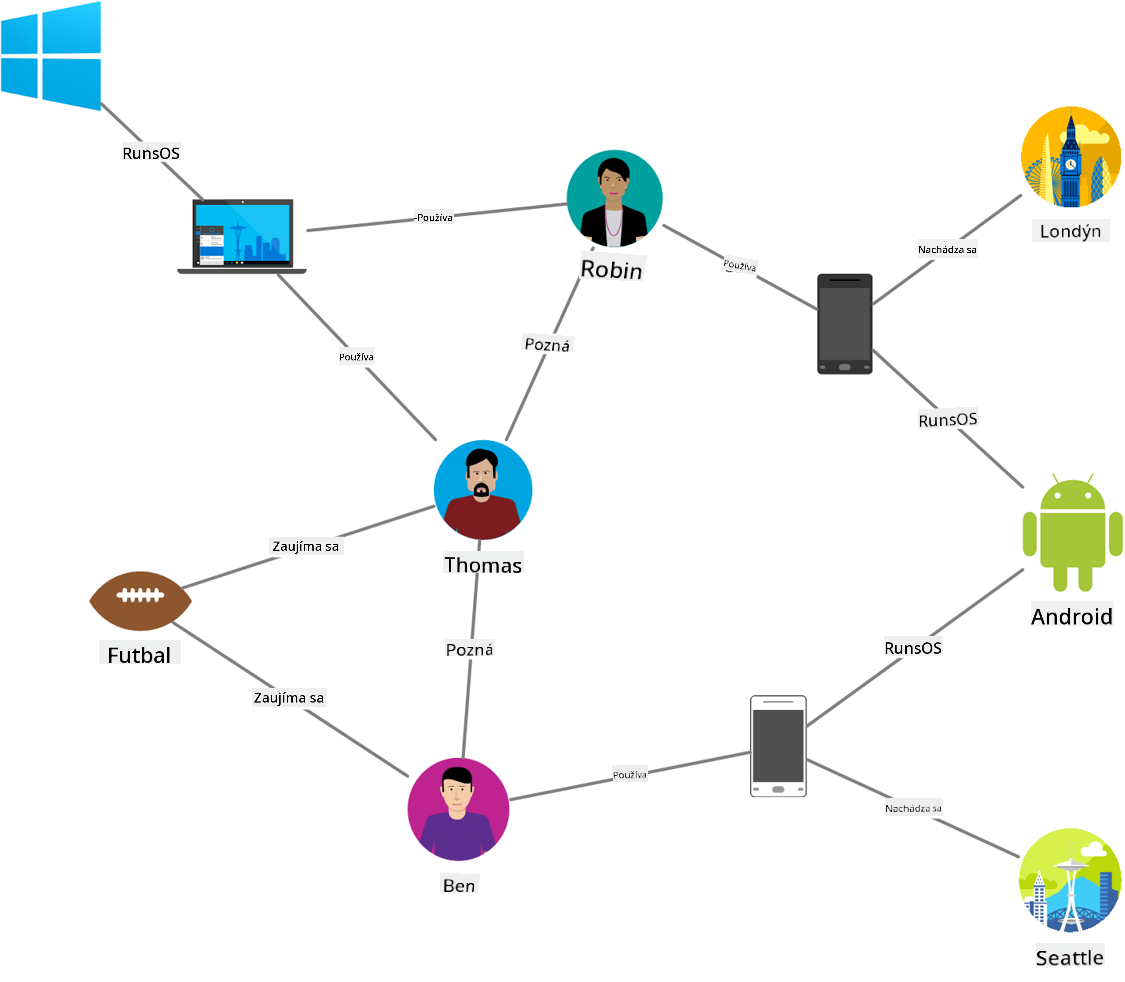 RunsOS
-Používa
Robin
Používa
Nachádza sa
Londýn
Používa
Pozná
RunsOS
Zaujíma sa
Thomas
Android
Futbal
Pozná
RunsOS
Zaujíma sa
Používa
Nachádza sa
Ben
Seattle